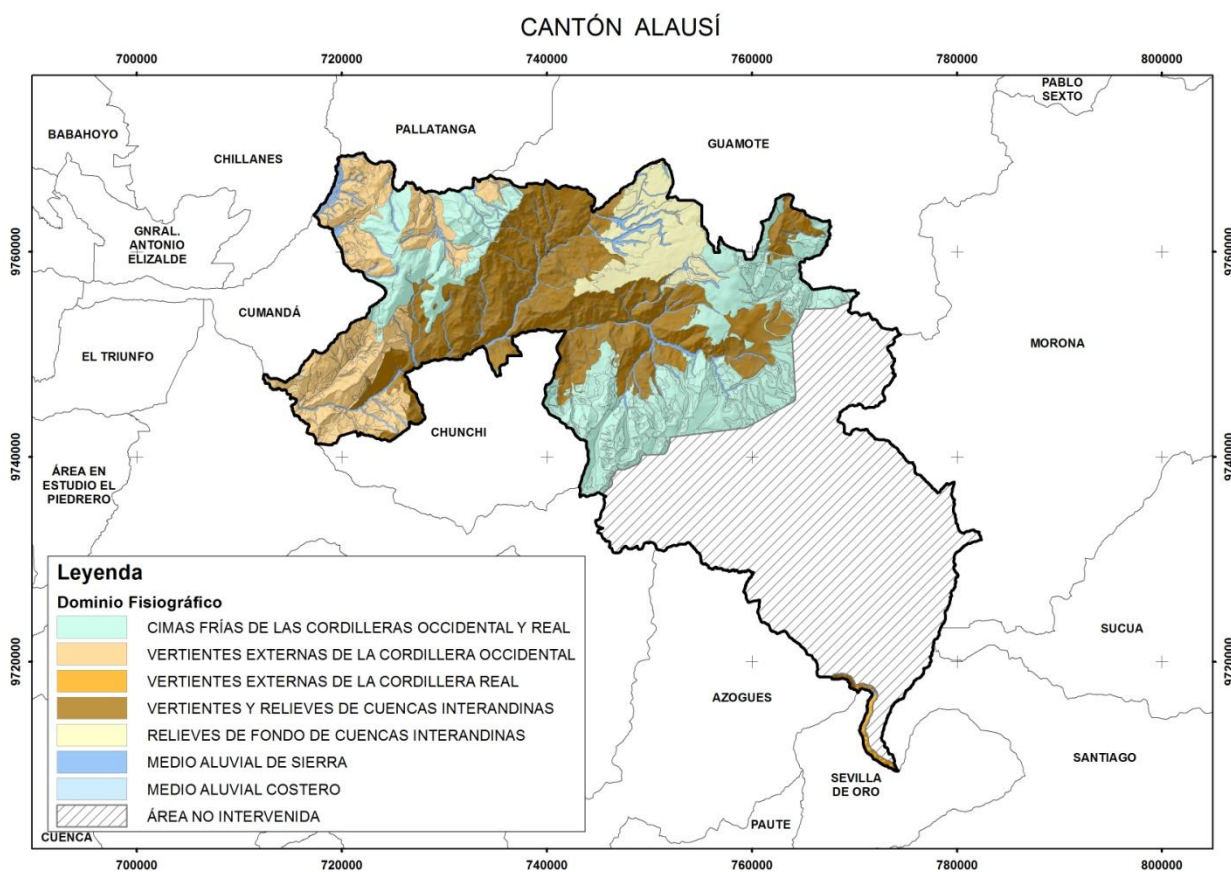 CANTÓN ALAUSÍ
700000 720000 740000 760000 780000 800000
PABLO
SEXTO
BABAHOYO
PALLATANGA
CHILLANES
GUAMOTE
GNRAL.
ANTONIO
ELIZALDE
9760000
9760000
CUMANDÁ
EL TRIUNFO
MORONA
CHUNCHI
9740000
9740000
ÁREA EN
ESTUDIO EL
PIEDRERO
Leyenda
Dominio Fisiográfico
CIMAS FRÍAS DE LAS CORDILLERAS OCCIDENTAL Y REAL
VERTIENTES EXTERNAS DE LA CORDILLERA OCCIDENTAL
VERTIENTES EXTERNAS DE LA CORDILLERA REAL
VERTIENTES Y RELIEVES DE CUENCAS INTERANDINAS
RELIEVES DE FONDO DE CUENCAS INTERANDINAS
MEDIO ALUVIAL DE SIERRA
MEDIO ALUVIAL COSTERO
ÁREA NO INTERVENIDA
SUCUA
9720000
9720000
AZOGUES
SANTIAGO
SEVILLA
DE ORO
PAUTE
CUENCA
700000 720000 740000 760000 780000 800000